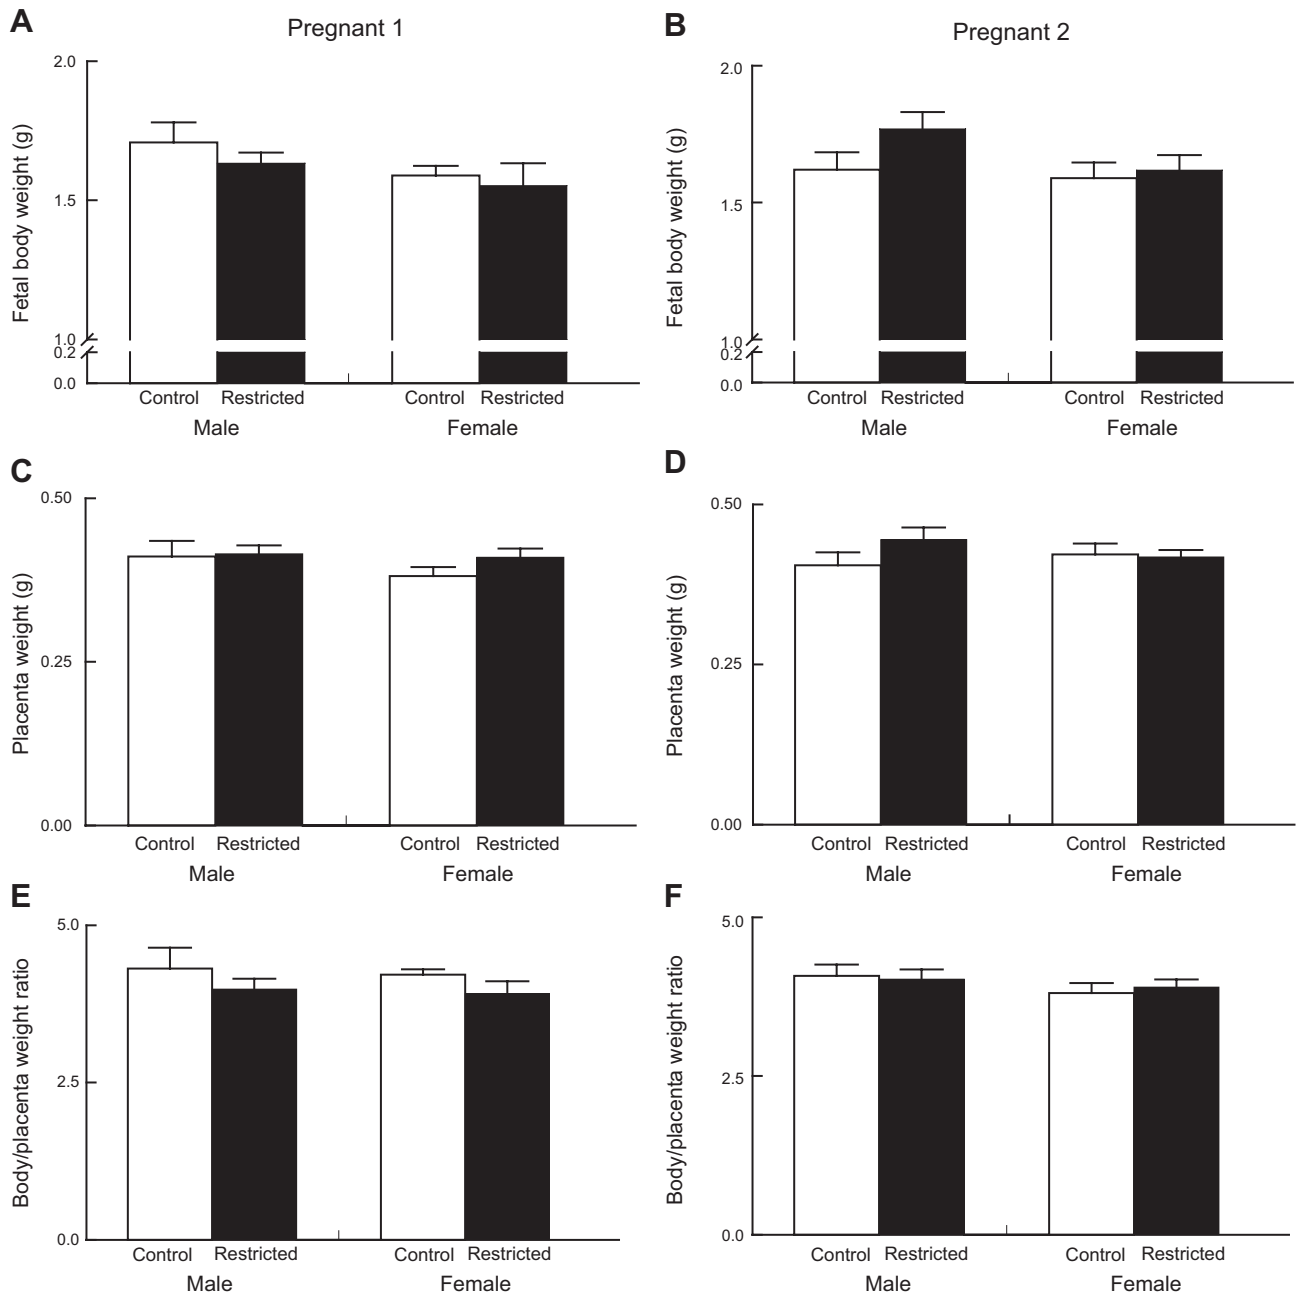 A
Pregnant 1
Fetal body weight (g)
2.0
1.5
1.0
0.2
0.0
Control Restricted Control Restricted
Male Female
B
Pregnant 2
Fetal body weight (g)
2.0
1.5
1.0
0.2
0.0
Control Restricted Control Restricted
Male Female
C
Placenta weight (g)
0.50
0.25
0.00
Control Restricted Control Restricted
Male Female
D
Placenta weight (g)
0.50
0.25
0.00
Control Restricted Control Restricted
Male Female
E
Body/placenta weight ratio
5.0
2.5
0.0
Control Restricted Control Restricted
Male Female
F
Body/placenta weight ratio
5.0
2.5
0.0
Control Restricted Control Restricted
Male Female